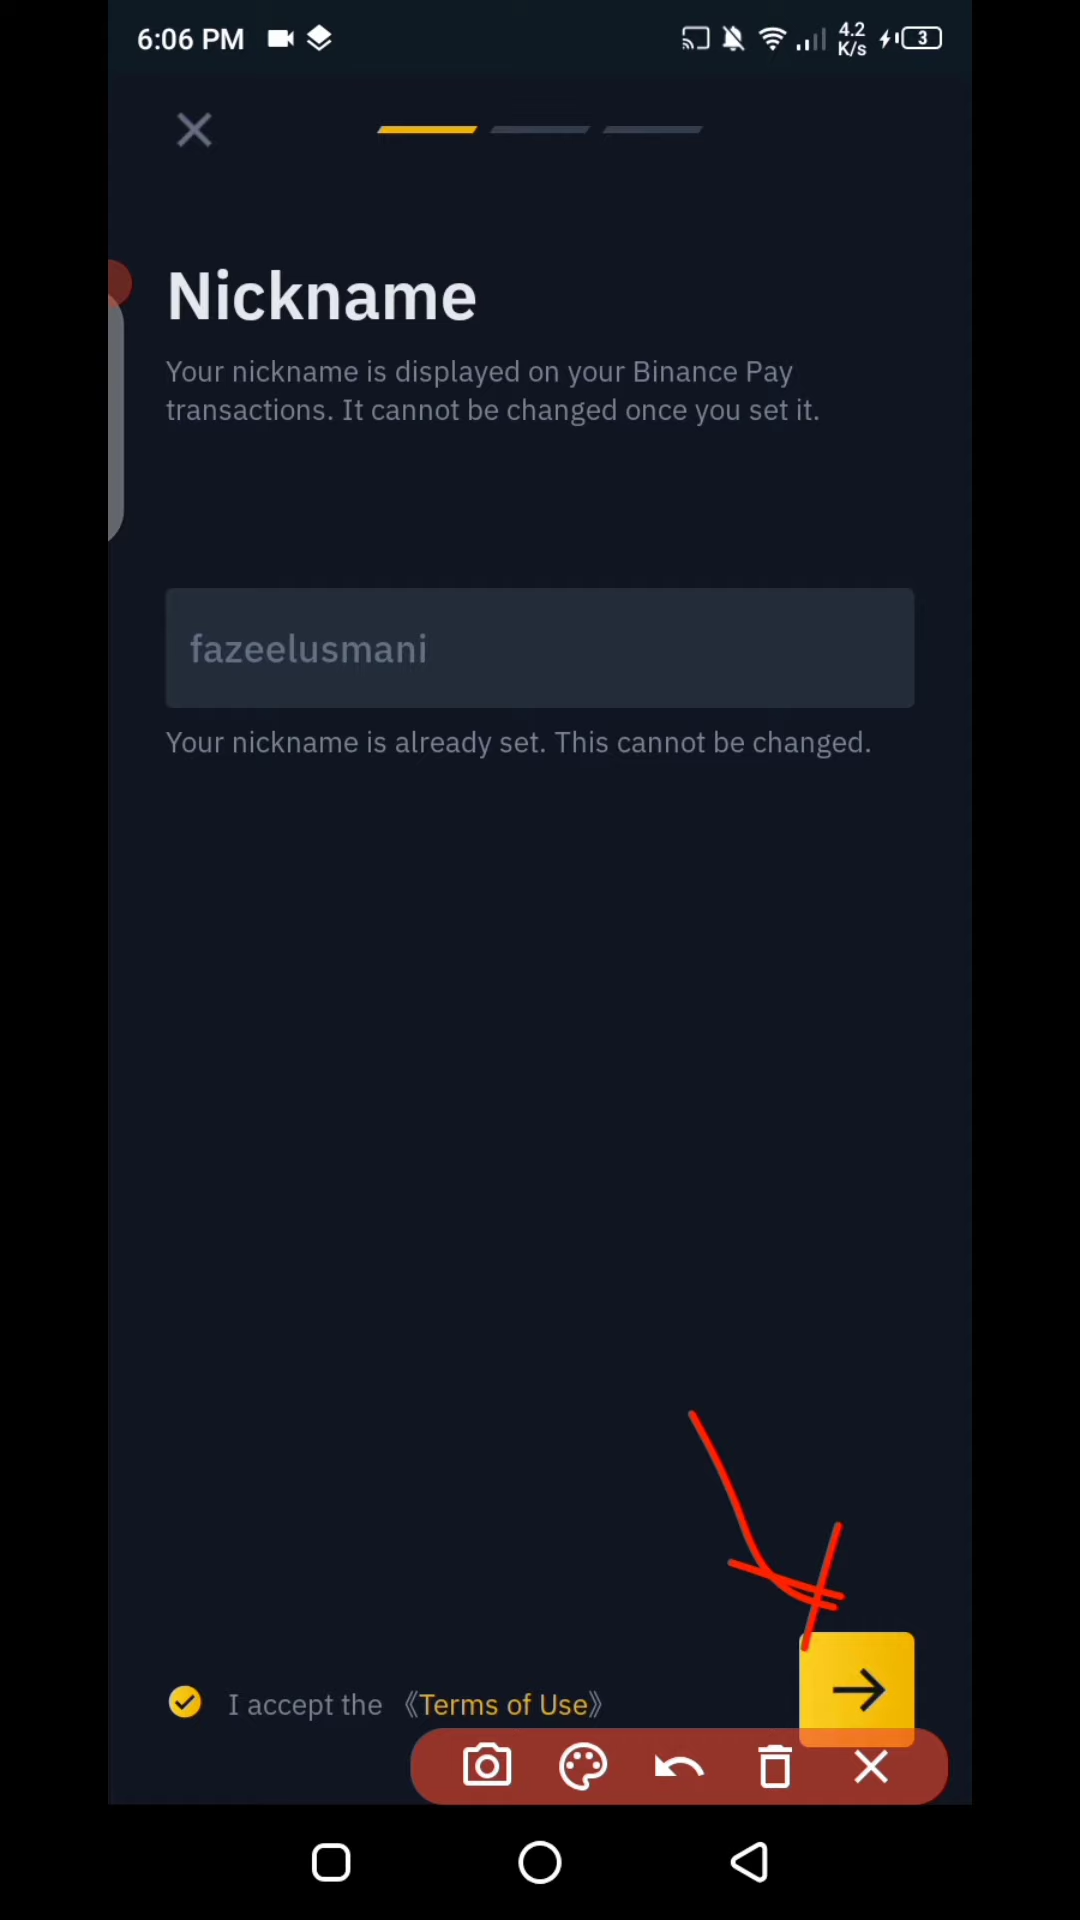 6:06 PM
4.2
K/s
3
Nickname
Your nickname is displayed on your Binance Pay
transactions. It cannot be changed once you set it.
fazeelusmani
Your nickname is already set. This cannot be changed.
I accept the 《Terms of Use》